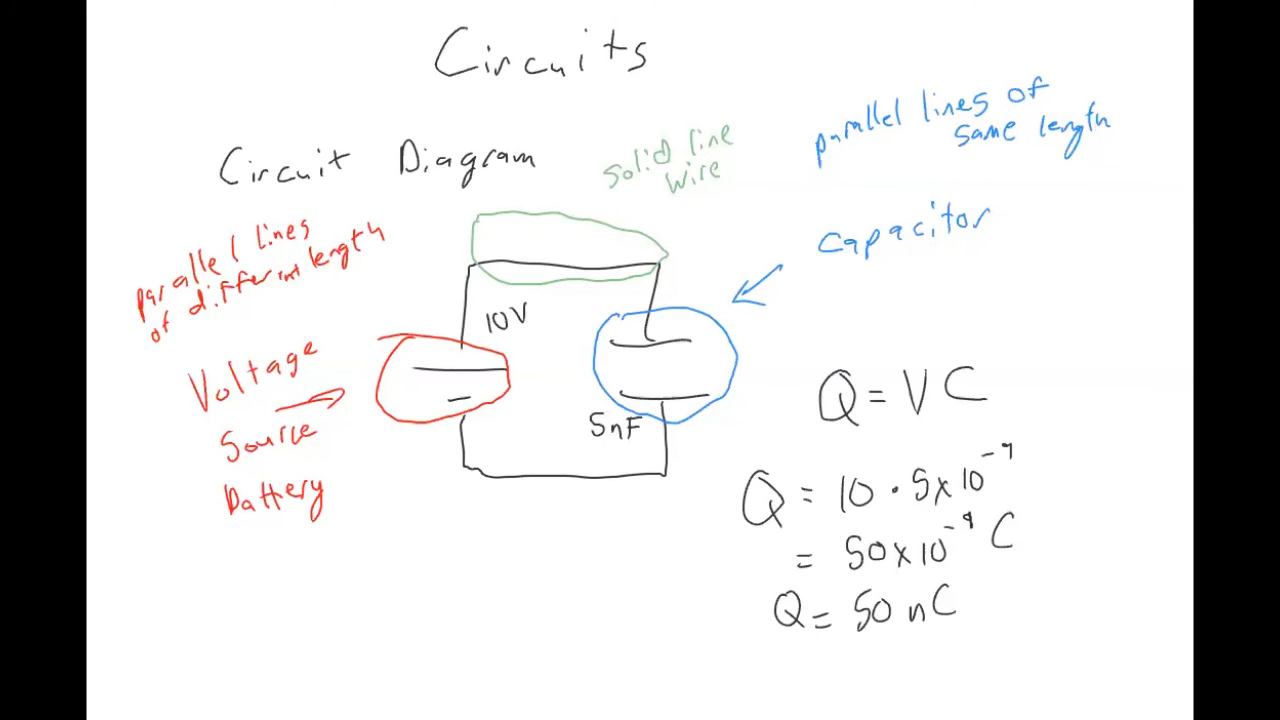 Circuits
Circuit Diagram
solid line
wire
parallel lines of
same length
capacitor
parallel lines
of different length
Voltage
Source
Battery
10V
5nF
Q = VC
Q = 10 · 5x10⁻⁹
= 50x10⁻⁹ C
Q = 50 nC